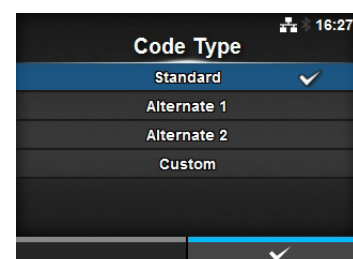 16:27
Code Type
Standard
Alternate 1
Alternate 2
Custom